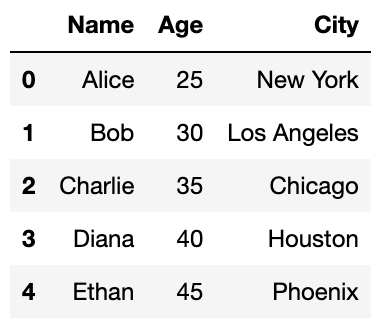 Name Age City
0 Alice 25 New York
1 Bob 30 Los Angeles
2 Charlie 35 Chicago
3 Diana 40 Houston
4 Ethan 45 Phoenix